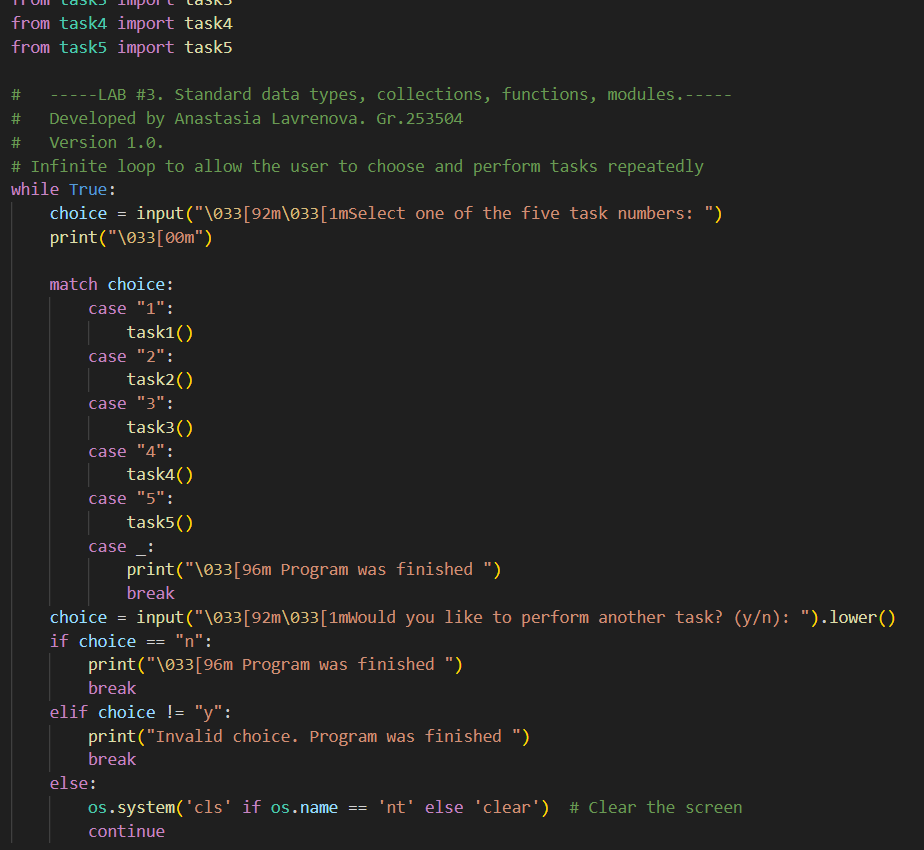 from task3 import task3
from task4 import task4
from task5 import task5
#   -----LAB #3. Standard data types, collections, functions, modules.-----
#   Developed by Anastasia Lavrenova. Gr.253504
#   Version 1.0.
# Infinite loop to allow the user to choose and perform tasks repeatedly
while True:
    choice = input("\033[92m\033[1mSelect one of the five task numbers: ")
    print("\033[00m")
    match choice:
        case "1":
            task1()
        case "2":
            task2()
        case "3":
            task3()
        case "4":
            task4()
        case "5":
            task5()
        case _:
            print("\033[96m Program was finished ")
            break
    choice = input("\033[92m\033[1mWould you like to perform another task? (y/n): ").lower()
    if choice == "n":
        print("\033[96m Program was finished ")
        break
    elif choice != "y":
        print("Invalid choice. Program was finished ")
        break
    else:
        os.system('cls' if os.name == 'nt' else 'clear')  # Clear the screen
        continue